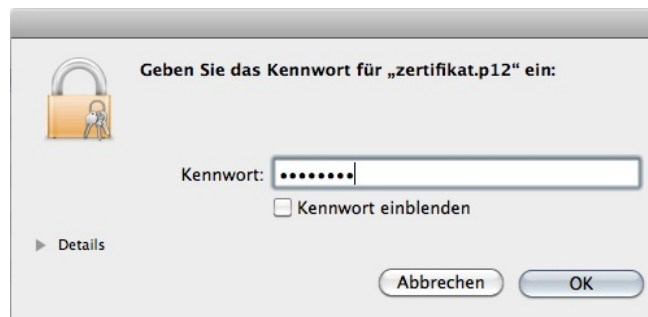 Geben Sie das Kennwort für „zertifikat.p12“ ein:
Kennwort: ••••••••
Kennwort einblenden
Details
Abbrechen OK